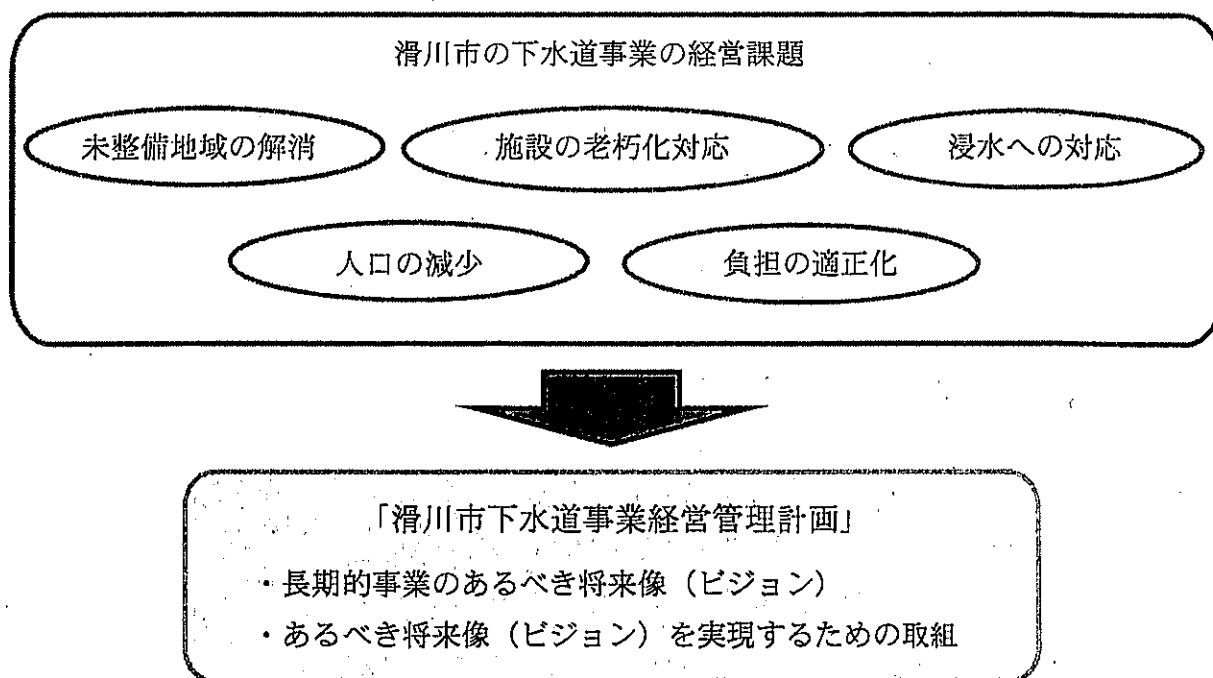 滑川市の下水道事業の経営課題
未整備地域の解消
施設の老朽化対応
浸水への対応
人口の減少
負担の適正化
「滑川市下水道事業経営管理計画」
・長期的事業のあるべき将来像（ビジョン）
・あるべき将来像（ビジョン）を実現するための取組